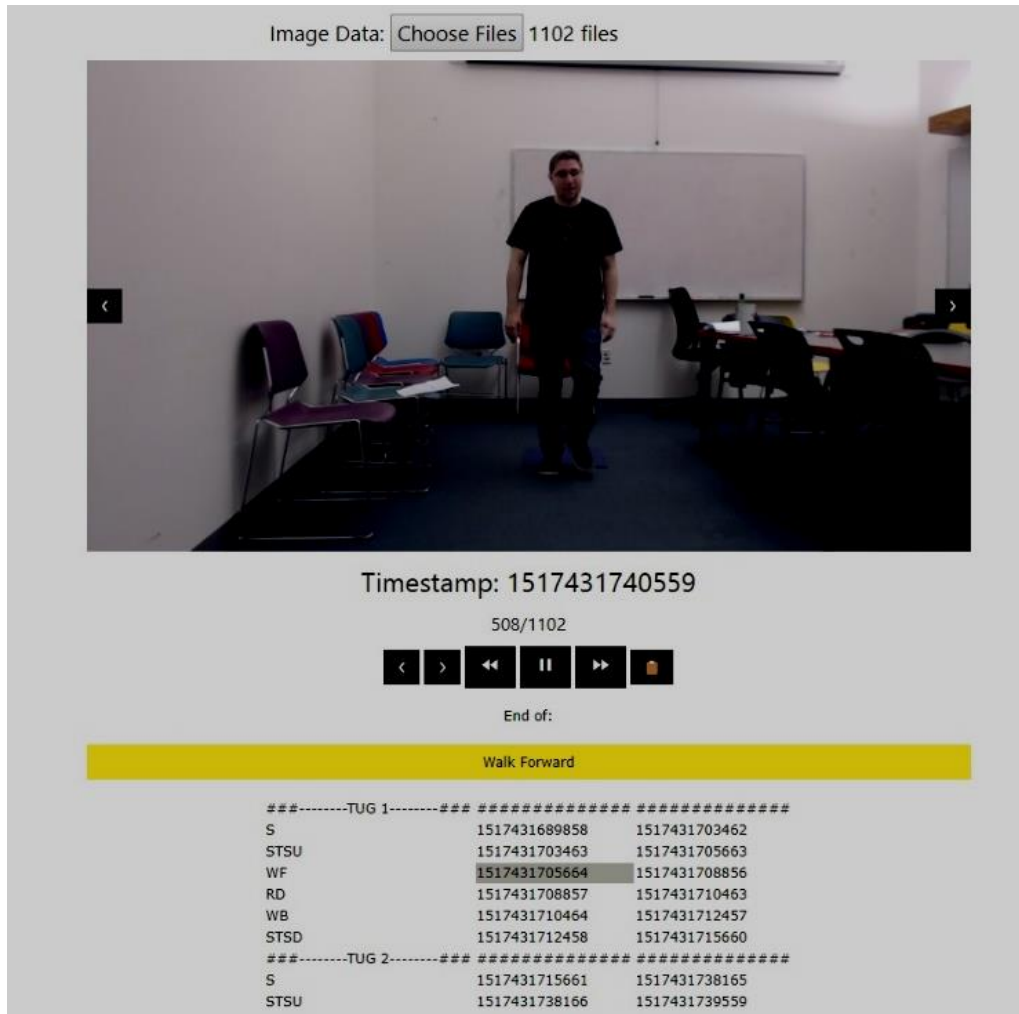 Image Data: Choose Files 1102 files
Timestamp: 1517431740559
508/1102
End of:
Walk Forward
###--------TUG 1--------### ############## ##############
S 1517431689858 1517431703462
STSU 1517431703463 1517431705663
WF 1517431705664 1517431708856
RD 1517431708857 1517431710463
WB 1517431710464 1517431712457
STSD 1517431712458 1517431715660
###--------TUG 2--------### ############## ##############
S 1517431715661 1517431738165
STSU 1517431738166 1517431739559